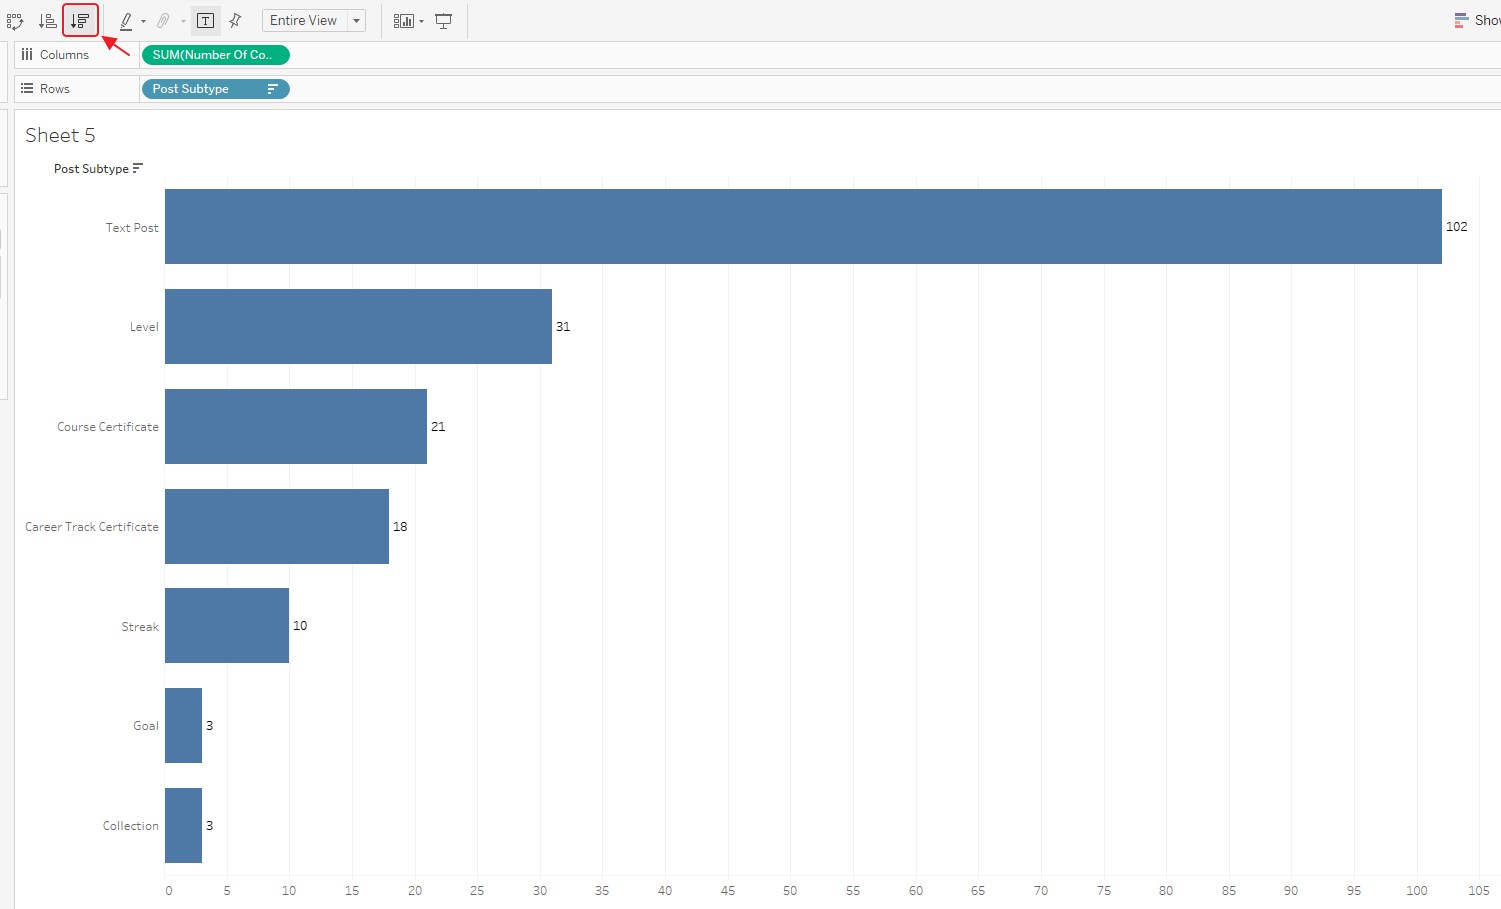 T
Entire View
Columns
SUM(Number Of Co..
Rows
Post Subtype
Sheet 5
Post Subtype
Text Post
102
Level
31
Course Certificate
21
Career Track Certificate
18
Streak
10
Goal
3
Collection
3
0 5 10 15 20 25 30 35 40 45 50 55 60 65 70 75 80 85 90 95 100 105